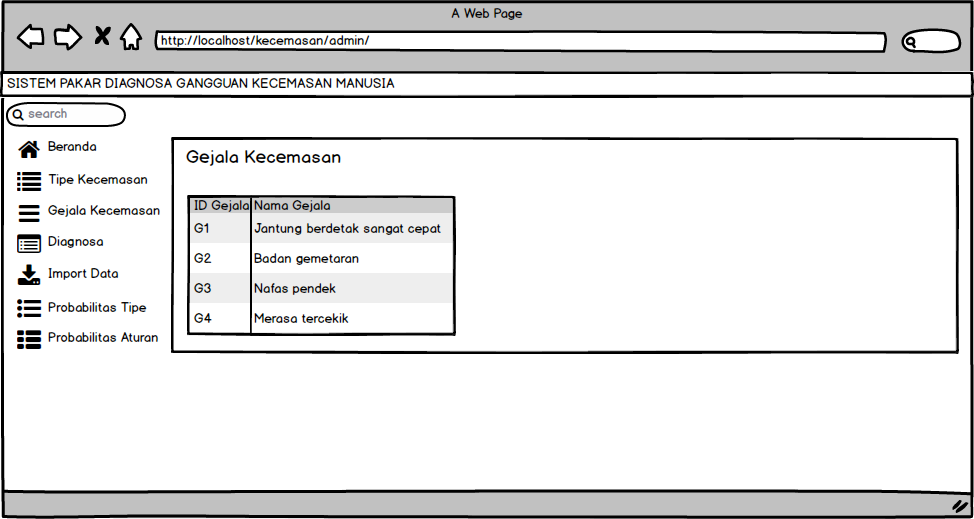 A Web Page
http://localhost/kecemasan/admin/
SISTEM PAKAR DIAGNOSA GANGGUAN KECEMASAN MANUSIA
search
Beranda
Tipe Kecemasan
Gejala Kecemasan
Diagnosa
Import Data
Probabilitas Tipe
Probabilitas Aturan
Gejala Kecemasan
ID Gejala Nama Gejala
G1 Jantung berdetak sangat cepat
G2 Badan gemetaran
G3 Nafas pendek
G4 Merasa tercekik